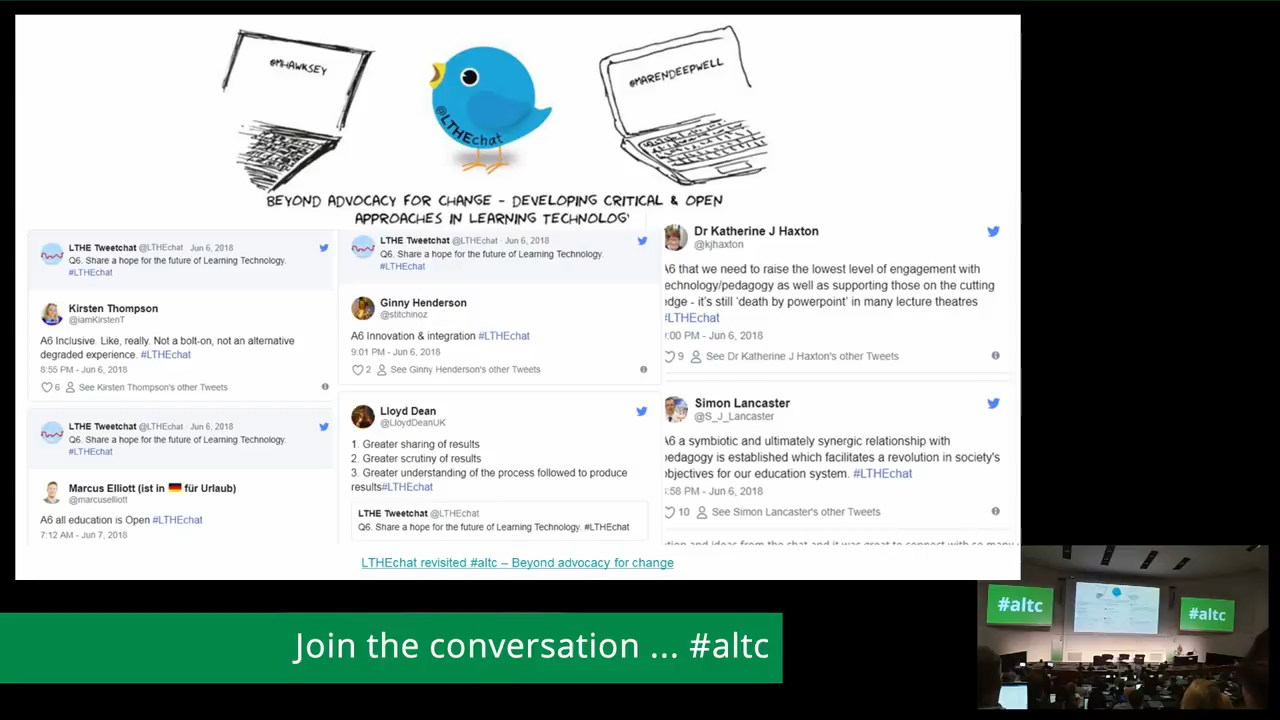 @MHAWKSEY
@LTHEchat
@MARENDEEPWELL
BEYOND ADVOCACY FOR CHANGE - DEVELOPING CRITICAL & OPEN
APPROACHES IN LEARNING TECHNOLOG'
LTHE Tweetchat @LTHEchat · Jun 6, 2018
Q6. Share a hope for the future of Learning Technology.
#LTHEchat
Kirsten Thompson
@iamKirstenT
A6 Inclusive. Like, really. Not a bolt-on, not an alternative
degraded experience. #LTHEchat
8:55 PM - Jun 6, 2018
6 See Kirsten Thompson's other Tweets
LTHE Tweetchat @LTHEchat · Jun 6, 2018
Q6. Share a hope for the future of Learning Technology.
#LTHEchat
Marcus Elliott (ist in für Urlaub)
@marcuselliott
A6 all education is Open #LTHEchat
7:12 AM - Jun 7, 2018
LTHE Tweetchat @LTHEchat · Jun 6, 2018
Q6. Share a hope for the future of Learning Technology.
#LTHEchat
Ginny Henderson
@stitchinoz
A6 Innovation & integration #LTHEchat
9:01 PM - Jun 6, 2018
2 See Ginny Henderson's other Tweets
Lloyd Dean
@LloydDeanUK
1. Greater sharing of results
2. Greater scrutiny of results
3. Greater understanding of the process followed to produce
results#LTHEchat
LTHE Tweetchat @LTHEchat
Q6. Share a hope for the future of Learning Technology. #LTHEchat
Dr Katherine J Haxton
@kjhaxton
A6 that we need to raise the lowest level of engagement with
echnology/pedagogy as well as supporting those on the cutting
edge - it's still 'death by powerpoint' in many lecture theatres
#LTHEchat
:00 PM - Jun 6, 2018
9 See Dr Katherine J Haxton's other Tweets
Simon Lancaster
@S_J_Lancaster
A6 a symbiotic and ultimately synergic relationship with
pedagogy is established which facilitates a revolution in society's
objectives for our education system. #LTHEchat
:58 PM - Jun 6, 2018
10 See Simon Lancaster's other Tweets
LTHEchat revisited #altc – Beyond advocacy for change
#altc
#altc
Join the conversation ... #altc